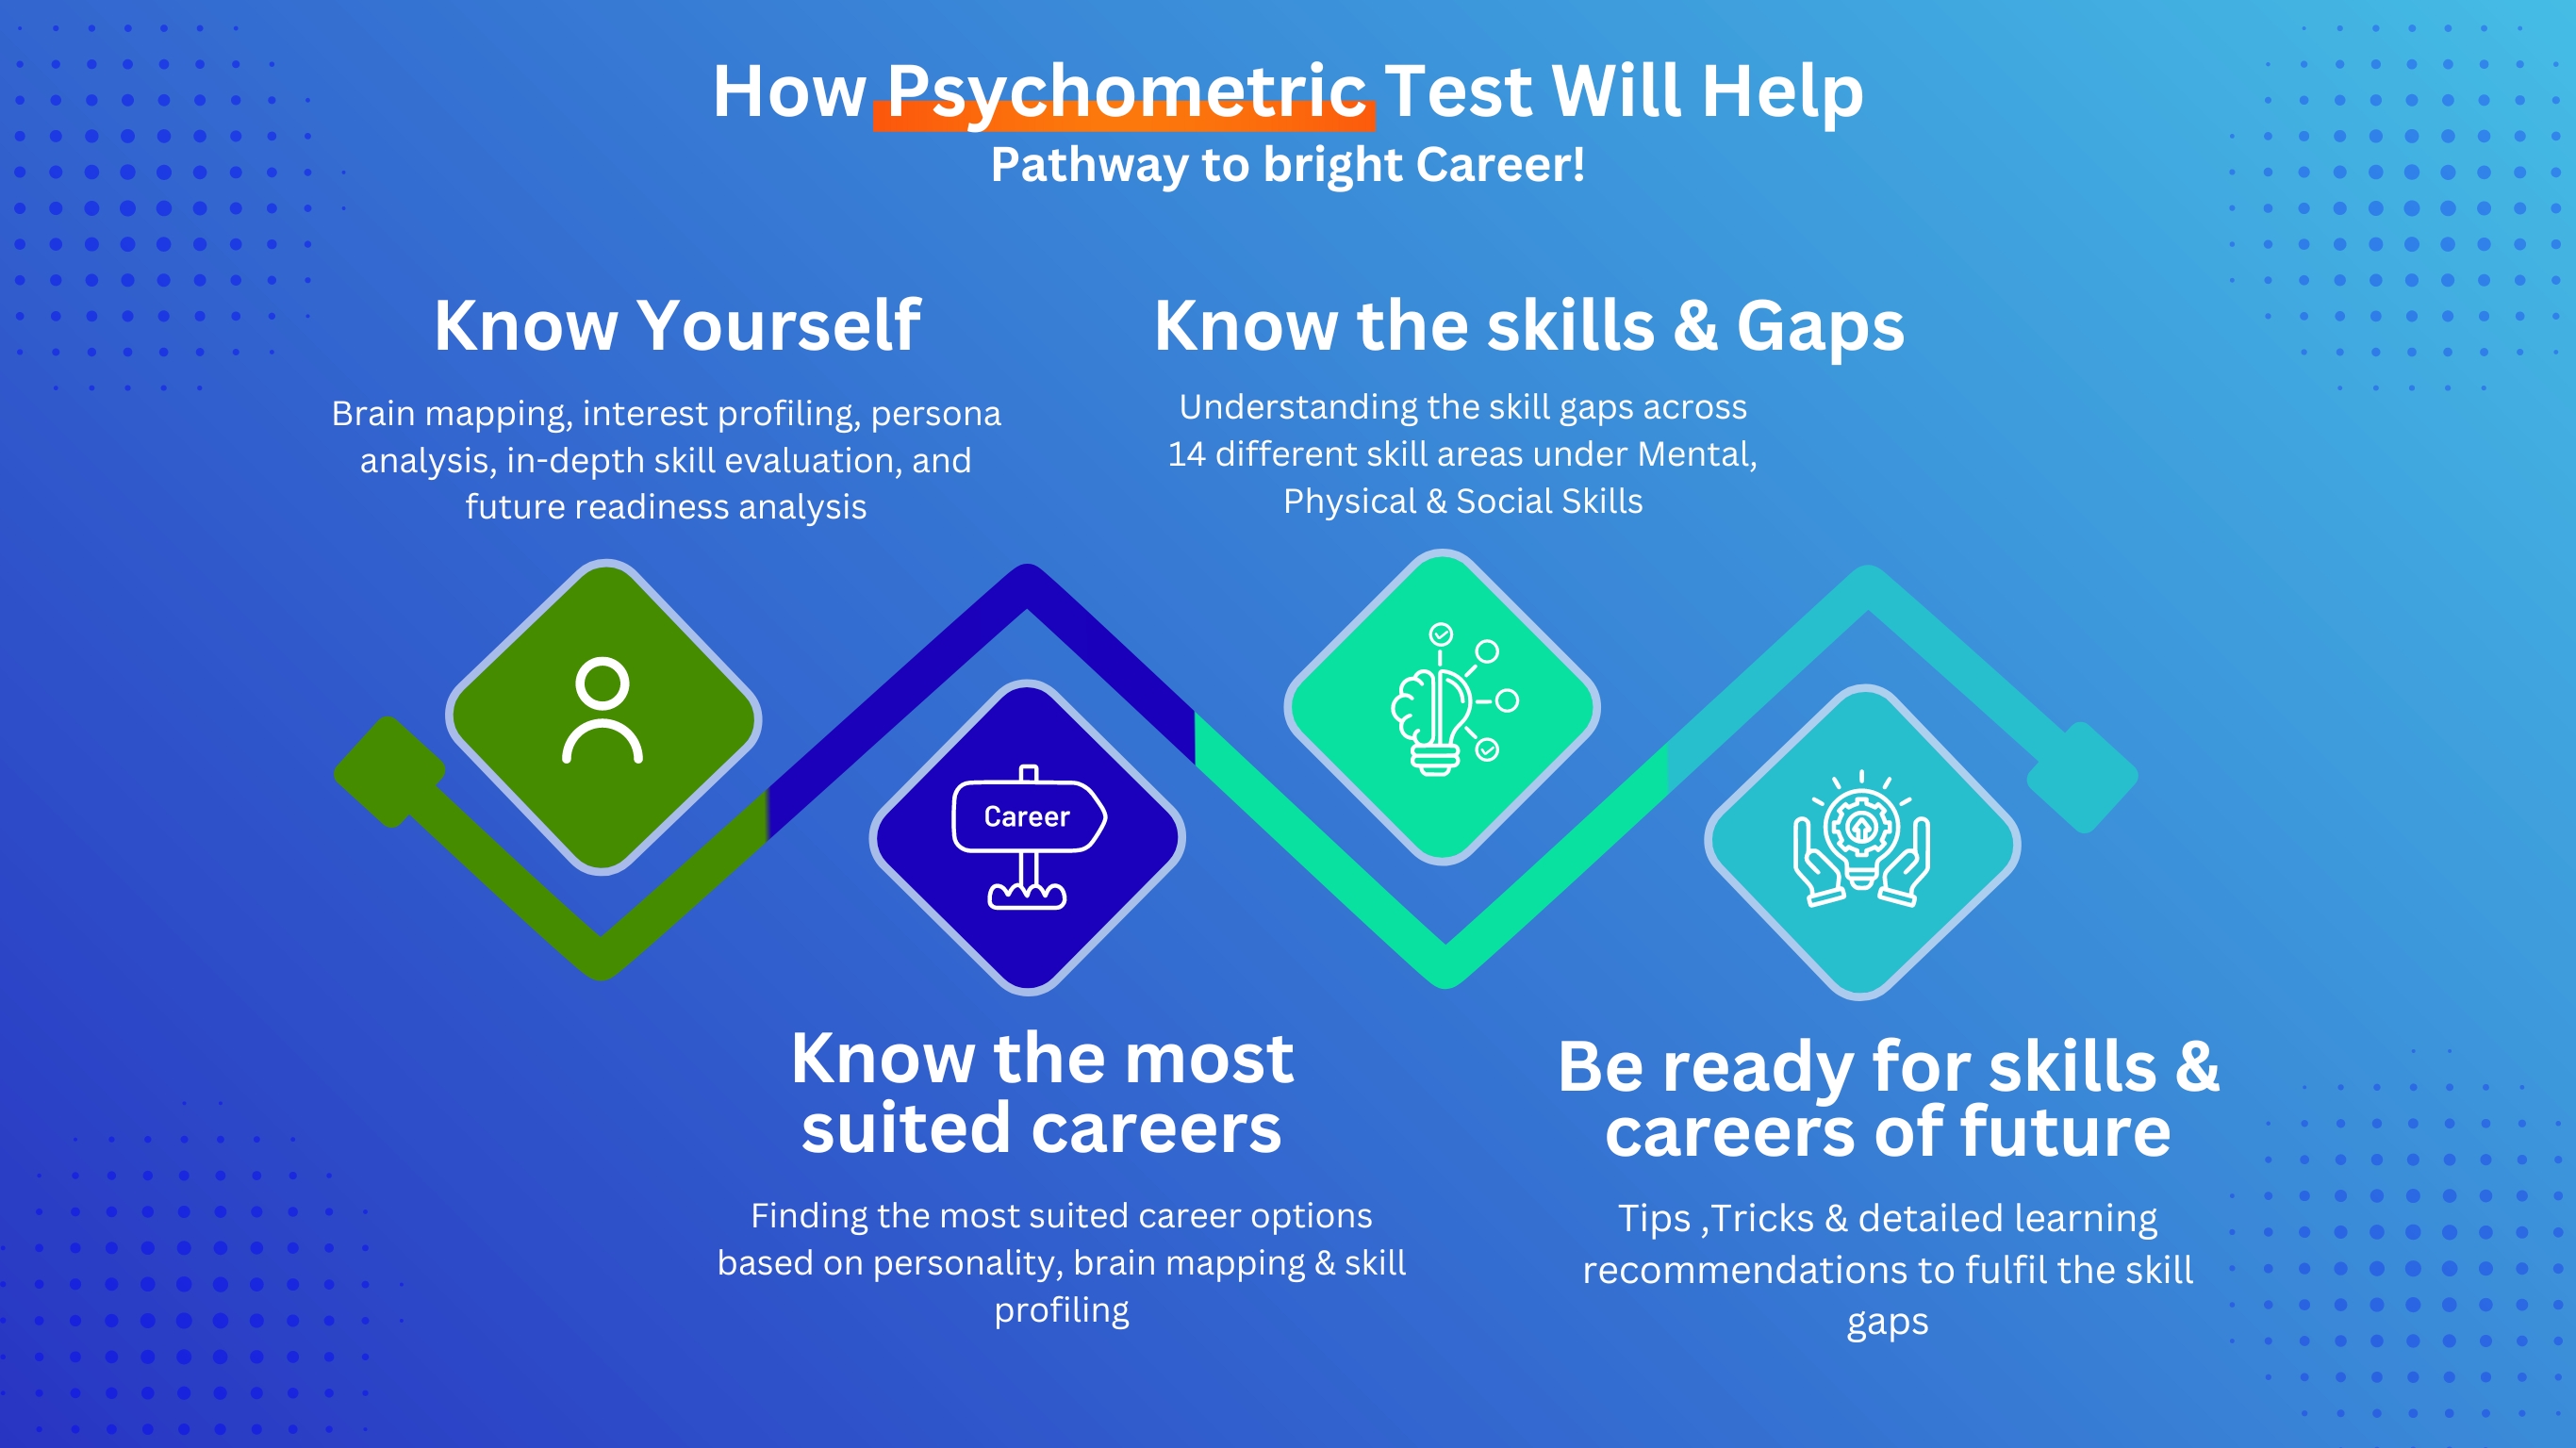 How Psychometric Test Will Help
Pathway to bright Career!
Know Yourself
Brain mapping, interest profiling, persona
analysis, in-depth skill evaluation, and
future readiness analysis
Know the skills & Gaps
Understanding the skill gaps across
14 different skill areas under Mental,
Physical & Social Skills
Career
Know the most
suited careers
Finding the most suited career options
based on personality, brain mapping & skill
profiling
Be ready for skills &
careers of future
Tips ,Tricks & detailed learning
recommendations to fulfil the skill
gaps